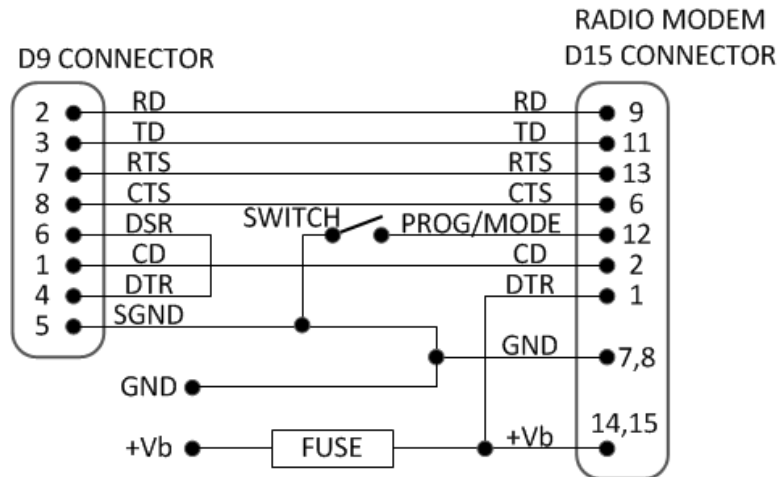 RADIO MODEM
D9 CONNECTOR D15 CONNECTOR
2 RD RD 9
3 TD TD 11
7 RTS RTS 13
8 CTS CTS 6
6 DSR SWITCH PROG/MODE 12
1 CD CD 2
4 DTR DTR 1
5 SGND
GND 7,8
GND
14,15
+Vb FUSE +Vb